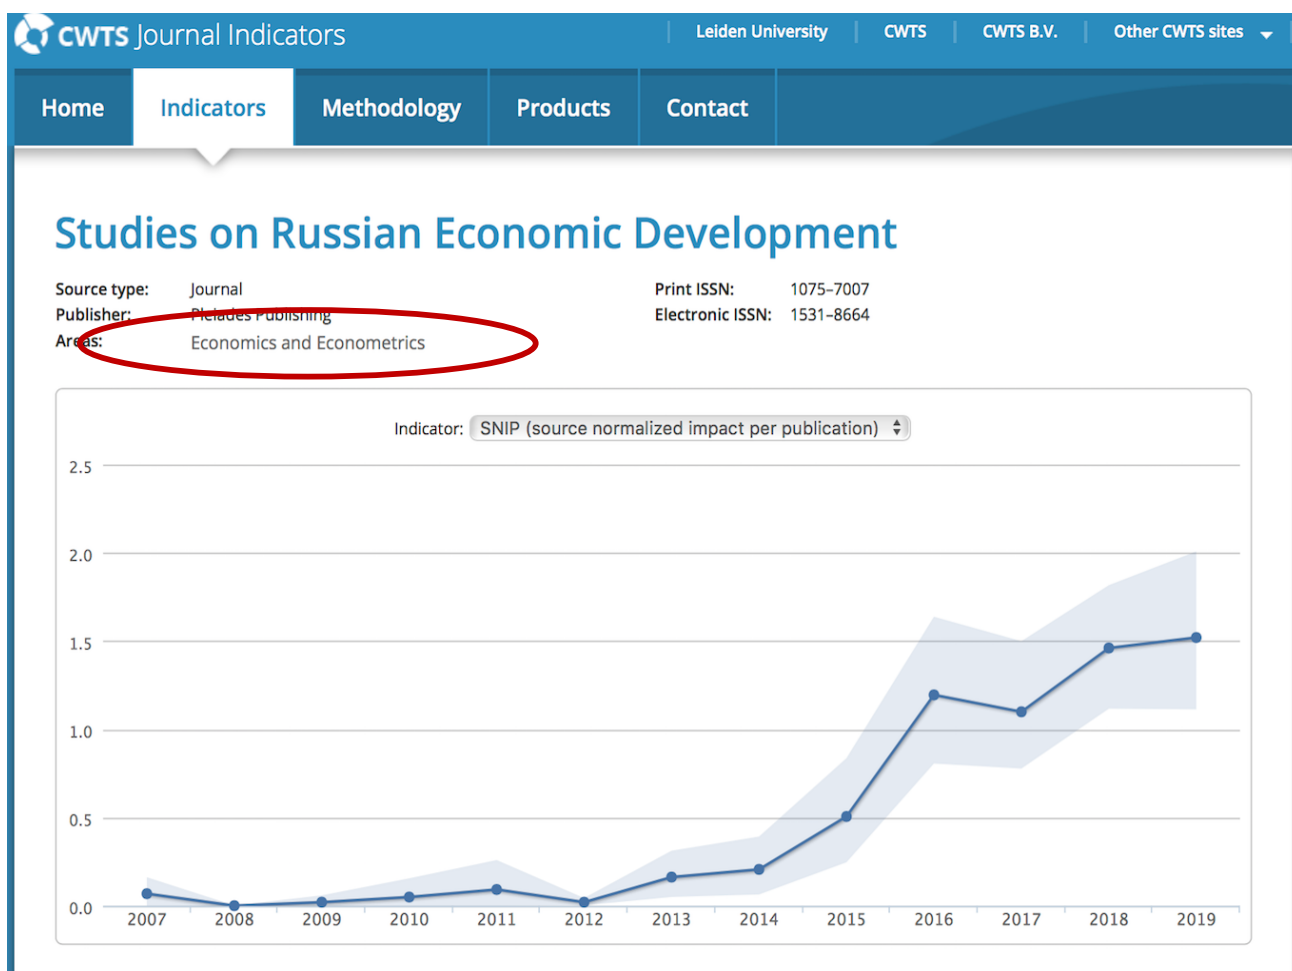 CWTS Journal Indicators
Leiden University CWTS CWTS B.V. Other CWTS sites
Home Indicators Methodology Products Contact
Studies on Russian Economic Development
Source type: Journal
Print ISSN: 1075–7007
Publisher: Pleiades Publishing
Electronic ISSN: 1531–8664
Areas: Economics and Econometrics
Indicator: SNIP (source normalized impact per publication)
2.5
2.0
1.5
1.0
0.5
0.0
2007 2008 2009 2010 2011 2012 2013 2014 2015 2016 2017 2018 2019